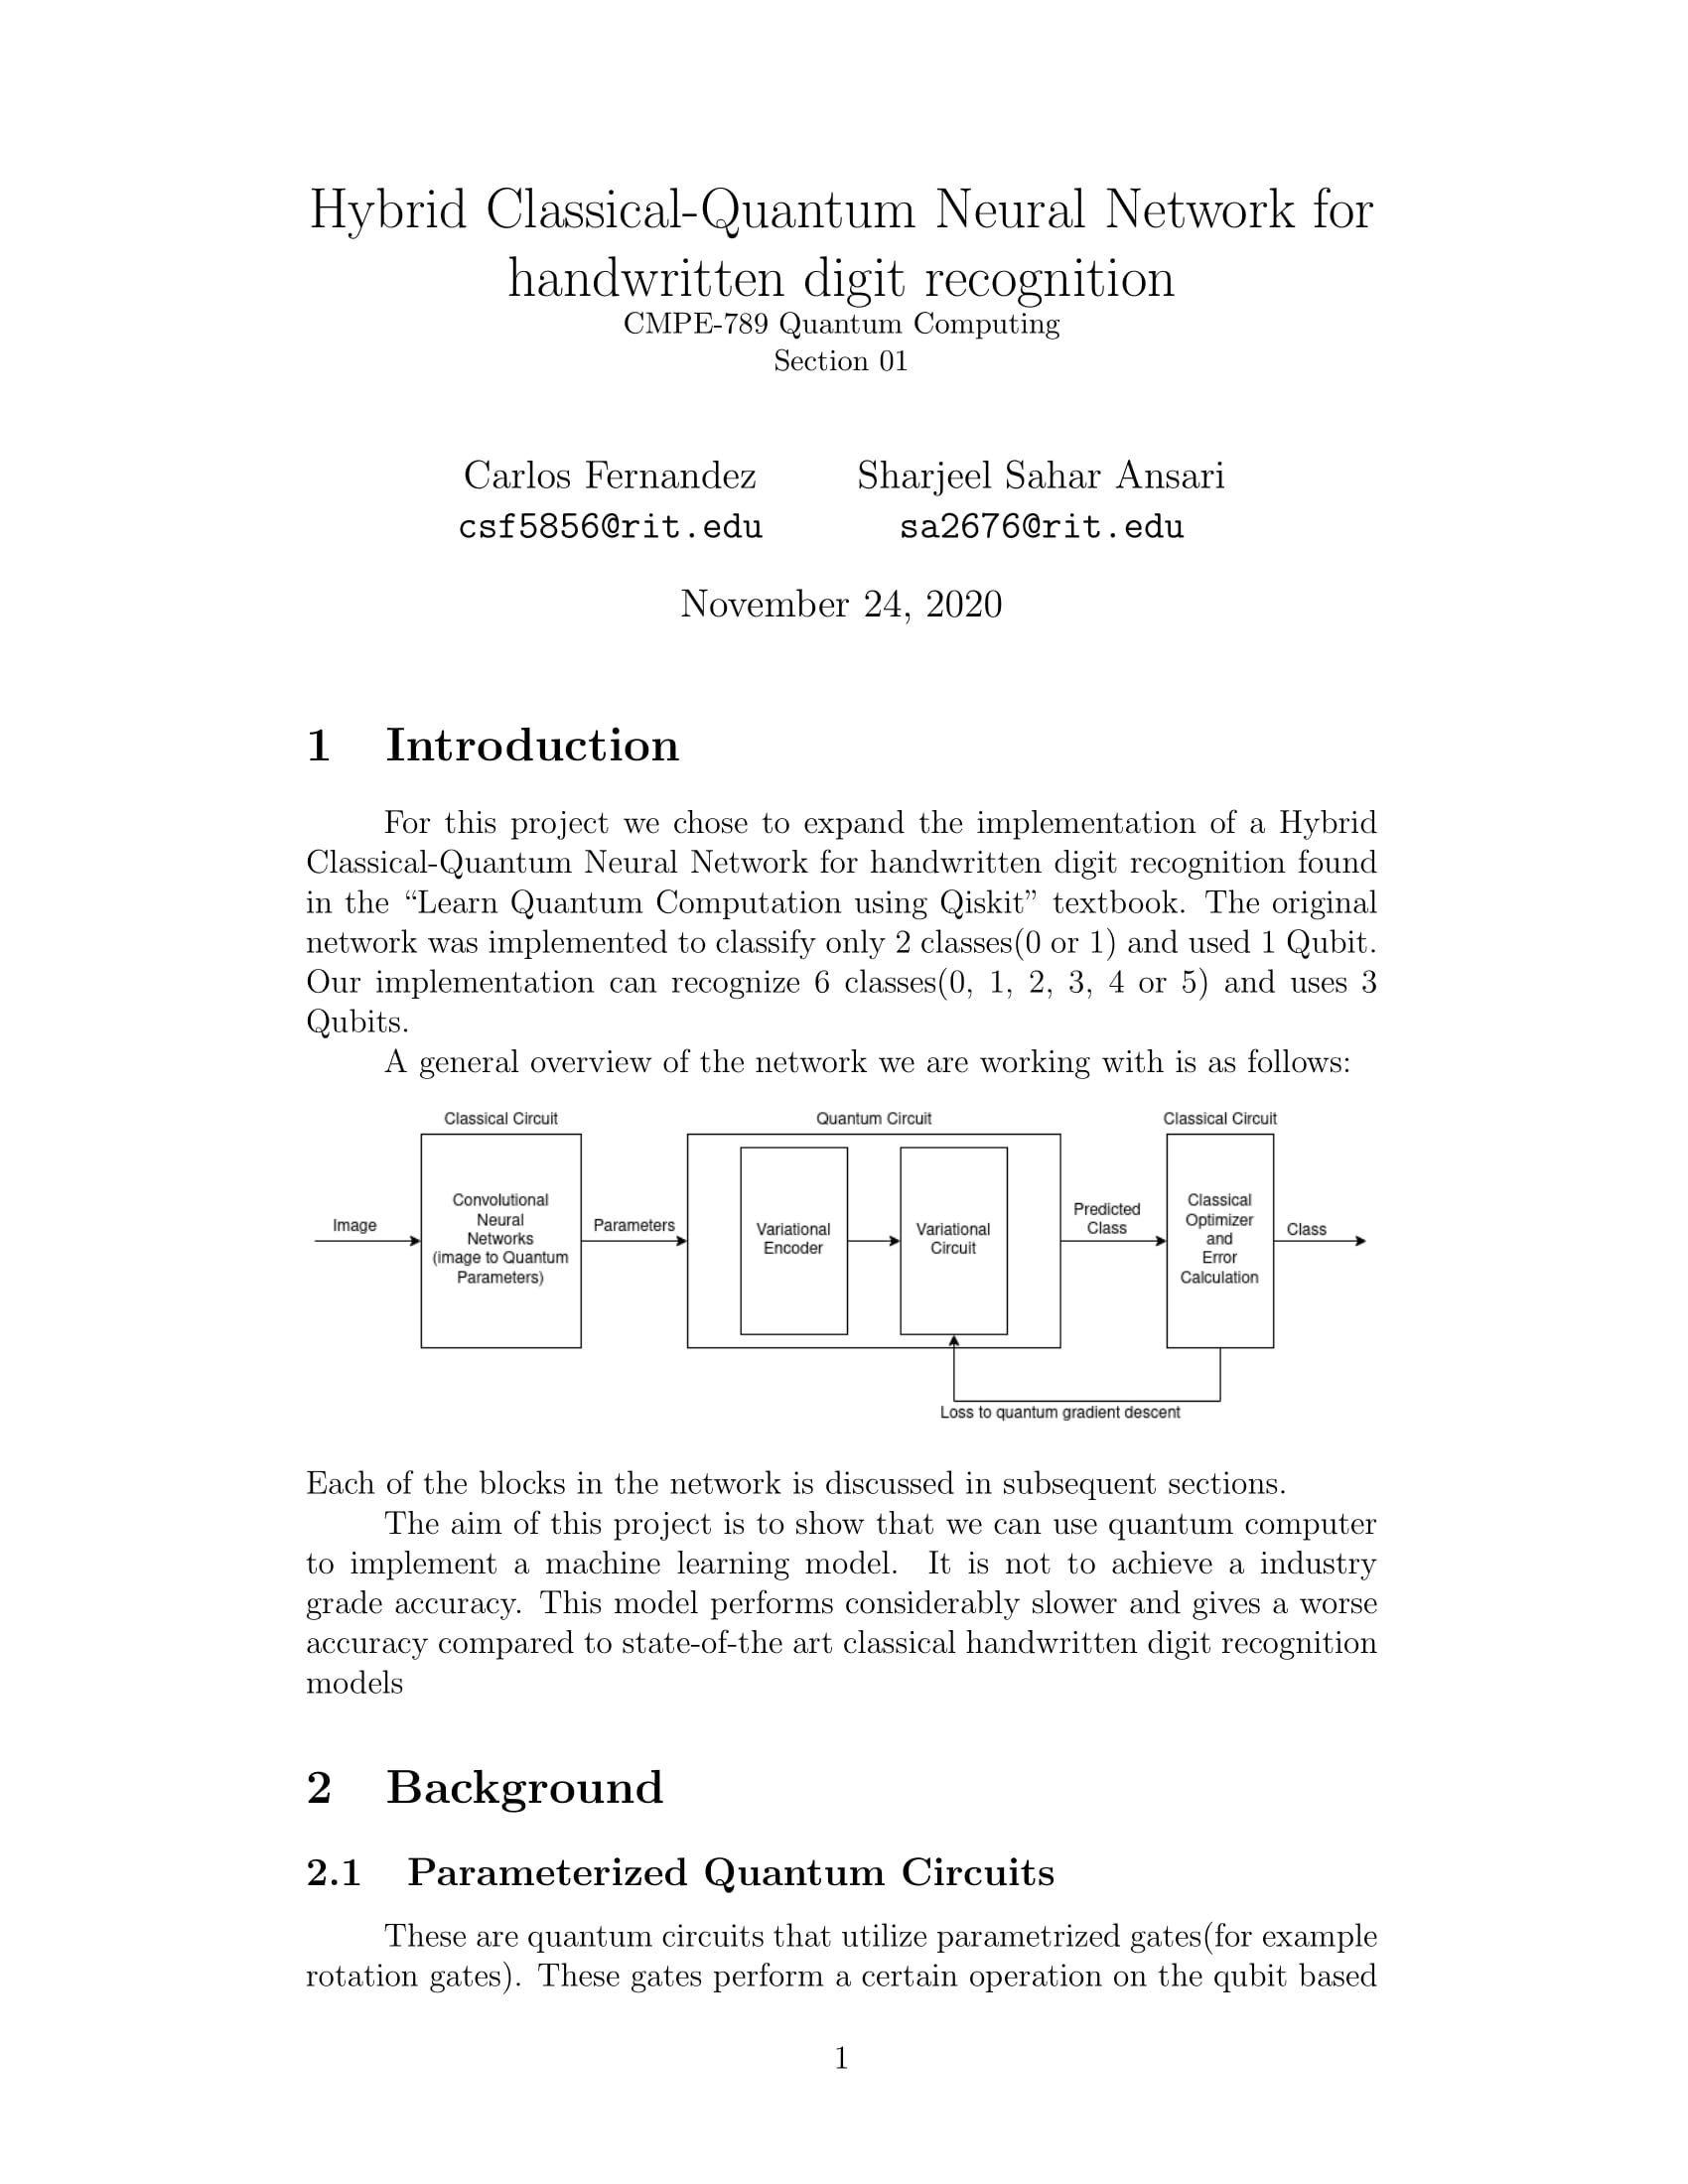 Hybrid Classical-Quantum Neural Network for
handwritten digit recognition
CMPE-789 Quantum Computing
Section 01
Carlos Fernandez
csf5856@rit.edu
Sharjeel Sahar Ansari
sa2676@rit.edu
November 24, 2020
1 Introduction
For this project we chose to expand the implementation of a Hybrid
Classical-Quantum Neural Network for handwritten digit recognition found
in the “Learn Quantum Computation using Qiskit” textbook. The original
network was implemented to classify only 2 classes(0 or 1) and used 1 Qubit.
Our implementation can recognize 6 classes(0, 1, 2, 3, 4 or 5) and uses 3
Qubits.
A general overview of the network we are working with is as follows:
Image
Classical Circuit
Convolutional
Neural
Networks
(image to Quantum
Parameters)
Parameters
Quantum Circuit
Variational
Encoder
Variational
Circuit
Predicted
Class
Classical Circuit
Classical
Optimizer
and
Error
Calculation
Class
Loss to quantum gradient descent
Each of the blocks in the network is discussed in subsequent sections.
The aim of this project is to show that we can use quantum computer
to implement a machine learning model. It is not to achieve a industry
grade accuracy. This model performs considerably slower and gives a worse
accuracy compared to state-of-the art classical handwritten digit recognition
models
2 Background
2.1 Parameterized Quantum Circuits
These are quantum circuits that utilize parametrized gates(for example
rotation gates). These gates perform a certain operation on the qubit based
1